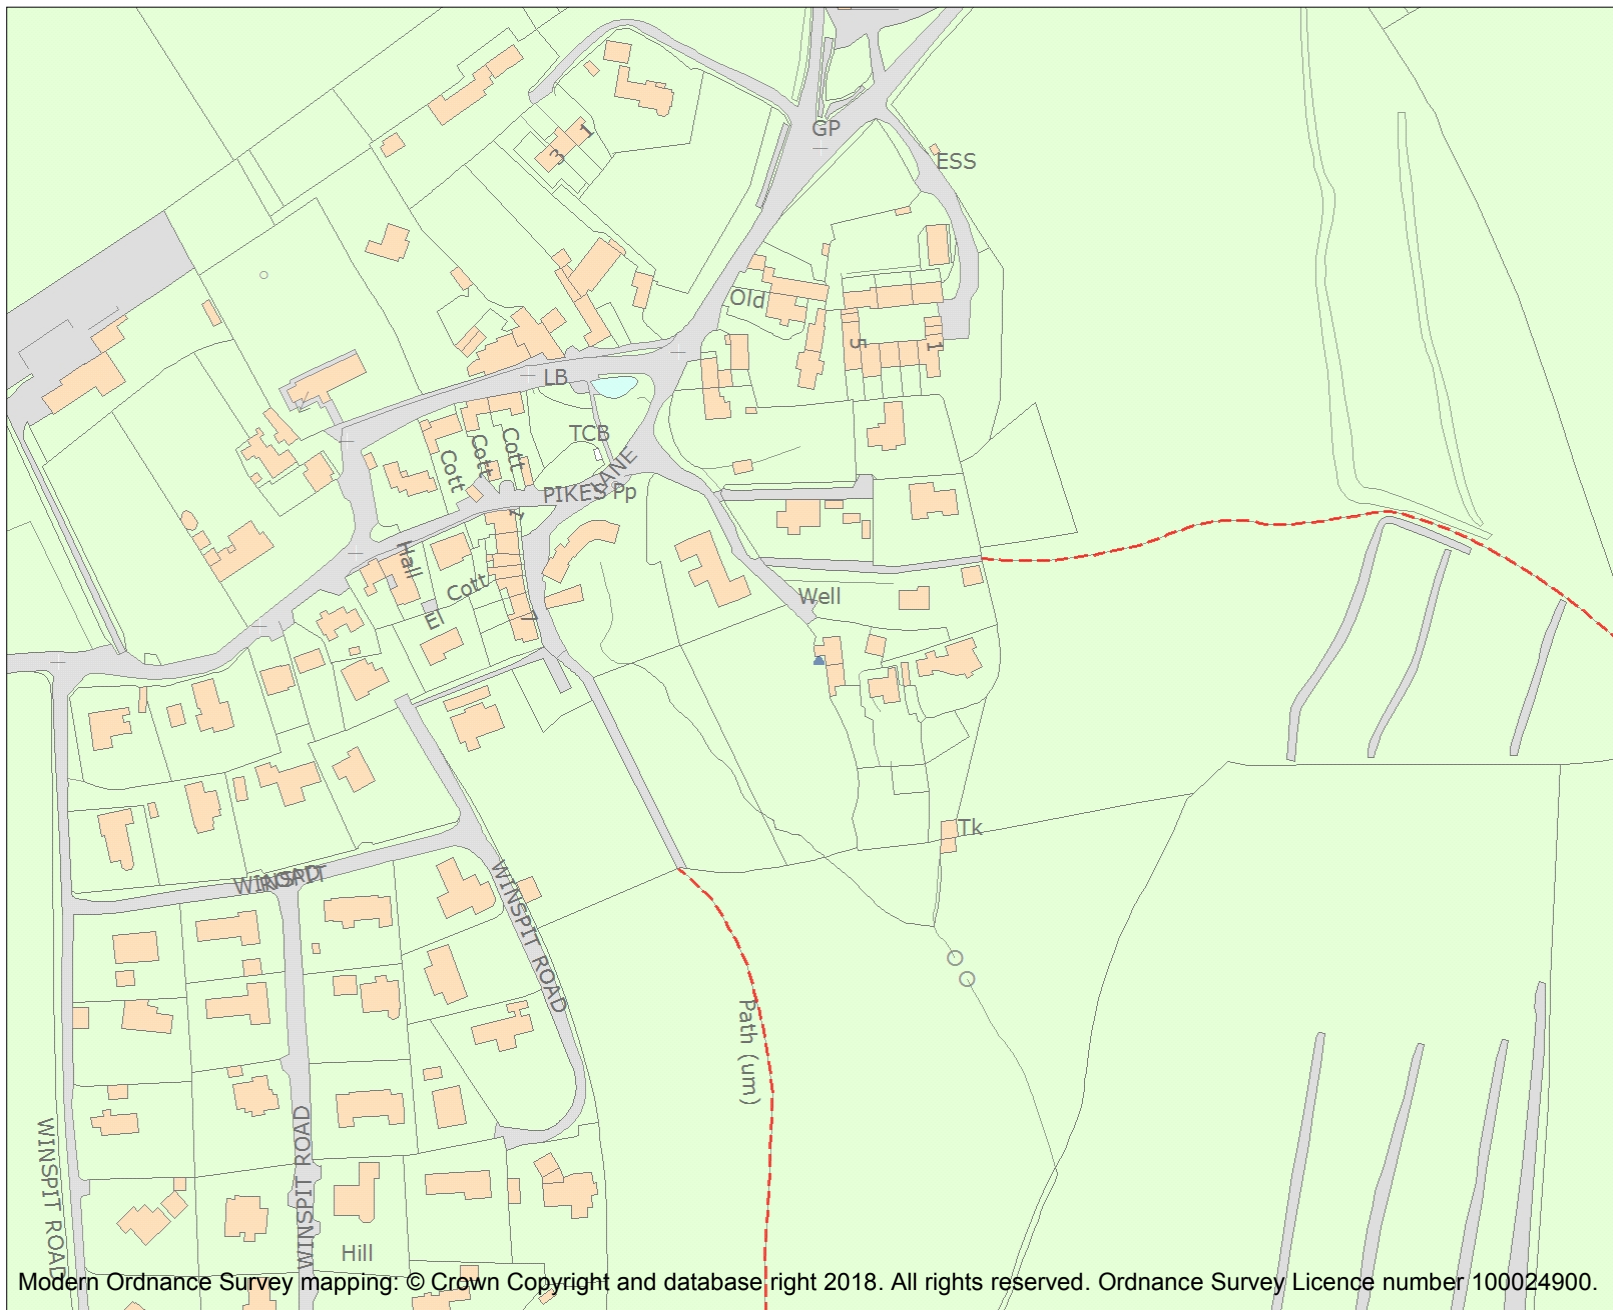 1
3
GP
ESS
Old
5
1
LB
TCB
Cott
Cott
Cott
LANE
PIKES
Pp
1
Hall
Cott
El
7
Well
Tk
WINSPIT
ROAD
WINSPIT ROAD
Path (um)
WINSPIT ROAD
WINSPIT ROAD
Hill
Modern Ordnance Survey mapping: © Crown Copyright and database right 2018. All rights reserved. Ordnance Survey Licence number 100024900.